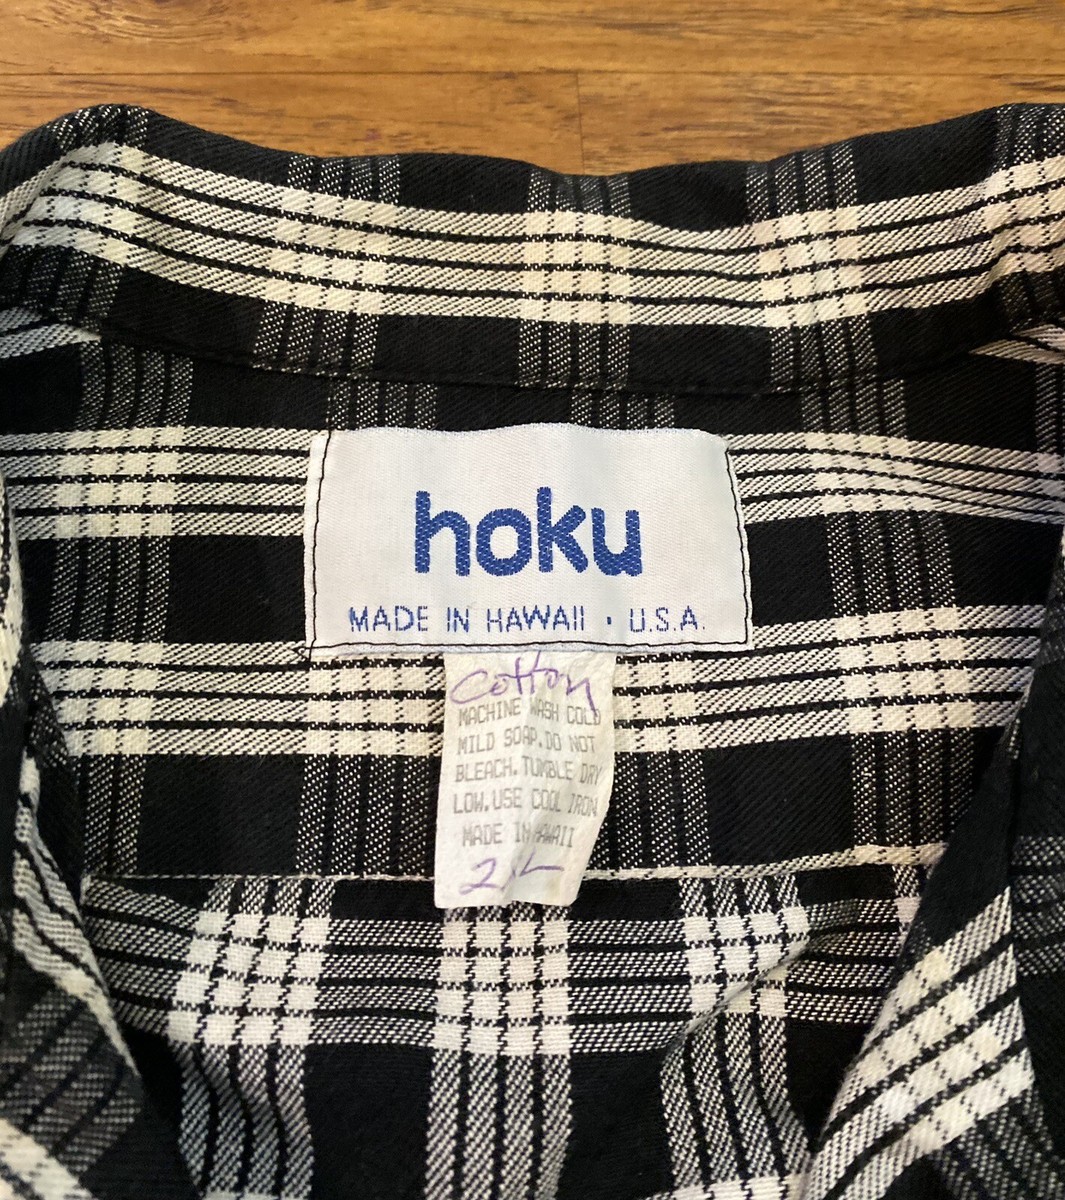 hoku
MADE IN HAWAII · U.S.A.
Cotton
MACHINE WASH COLD
MILD SOAP.DO NOT
BLEACH.TUMBLE DRY
LOW.USE COOL IRON
MADE IN HAWAII
2XL